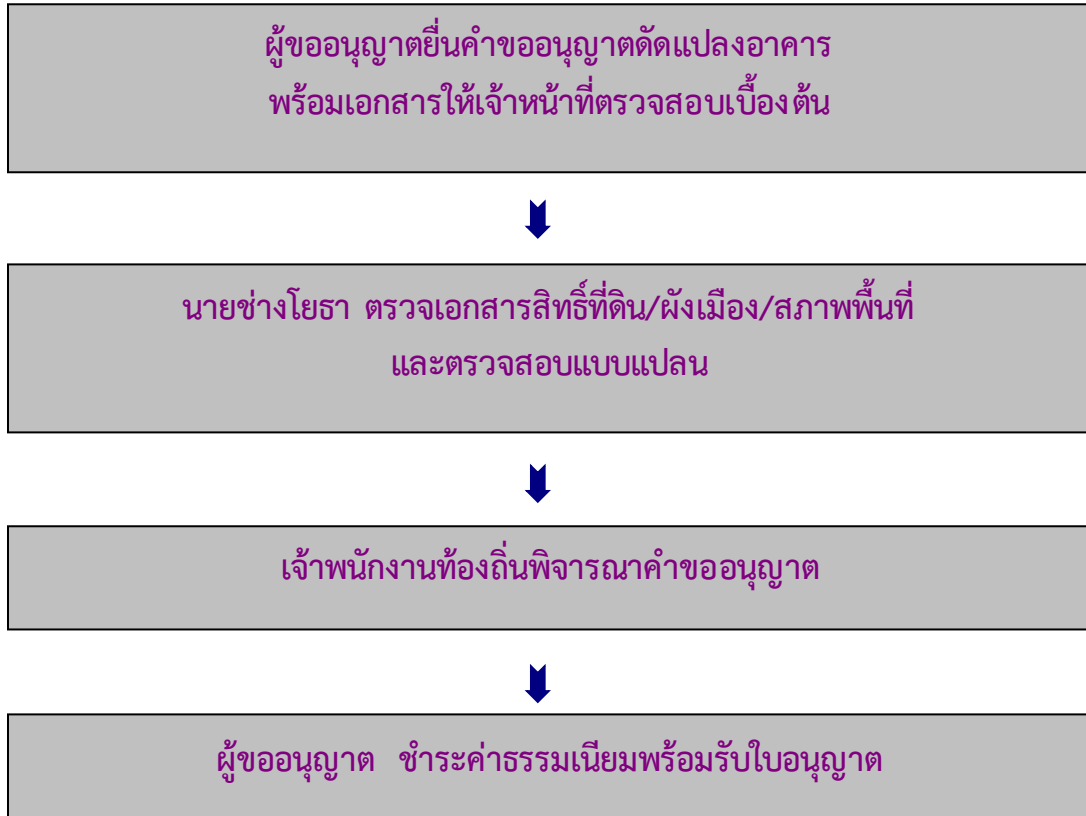 ผู้ขออนุญาตยื่นคำขออนุญาตดัดแปลงอาคาร
พร้อมเอกสารให้เจ้าหน้าที่ตรวจสอบเบื้องต้น
นายช่างโยธา ตรวจเอกสารสิทธิ์ที่ดิน/ผังเมือง/สภาพพื้นที่
และตรวจสอบแบบแปลน
เจ้าพนักงานท้องถิ่นพิจารณาคำขออนุญาต
ผู้ขออนุญาต ชำระค่าธรรมเนียมพร้อมรับใบอนุญาต